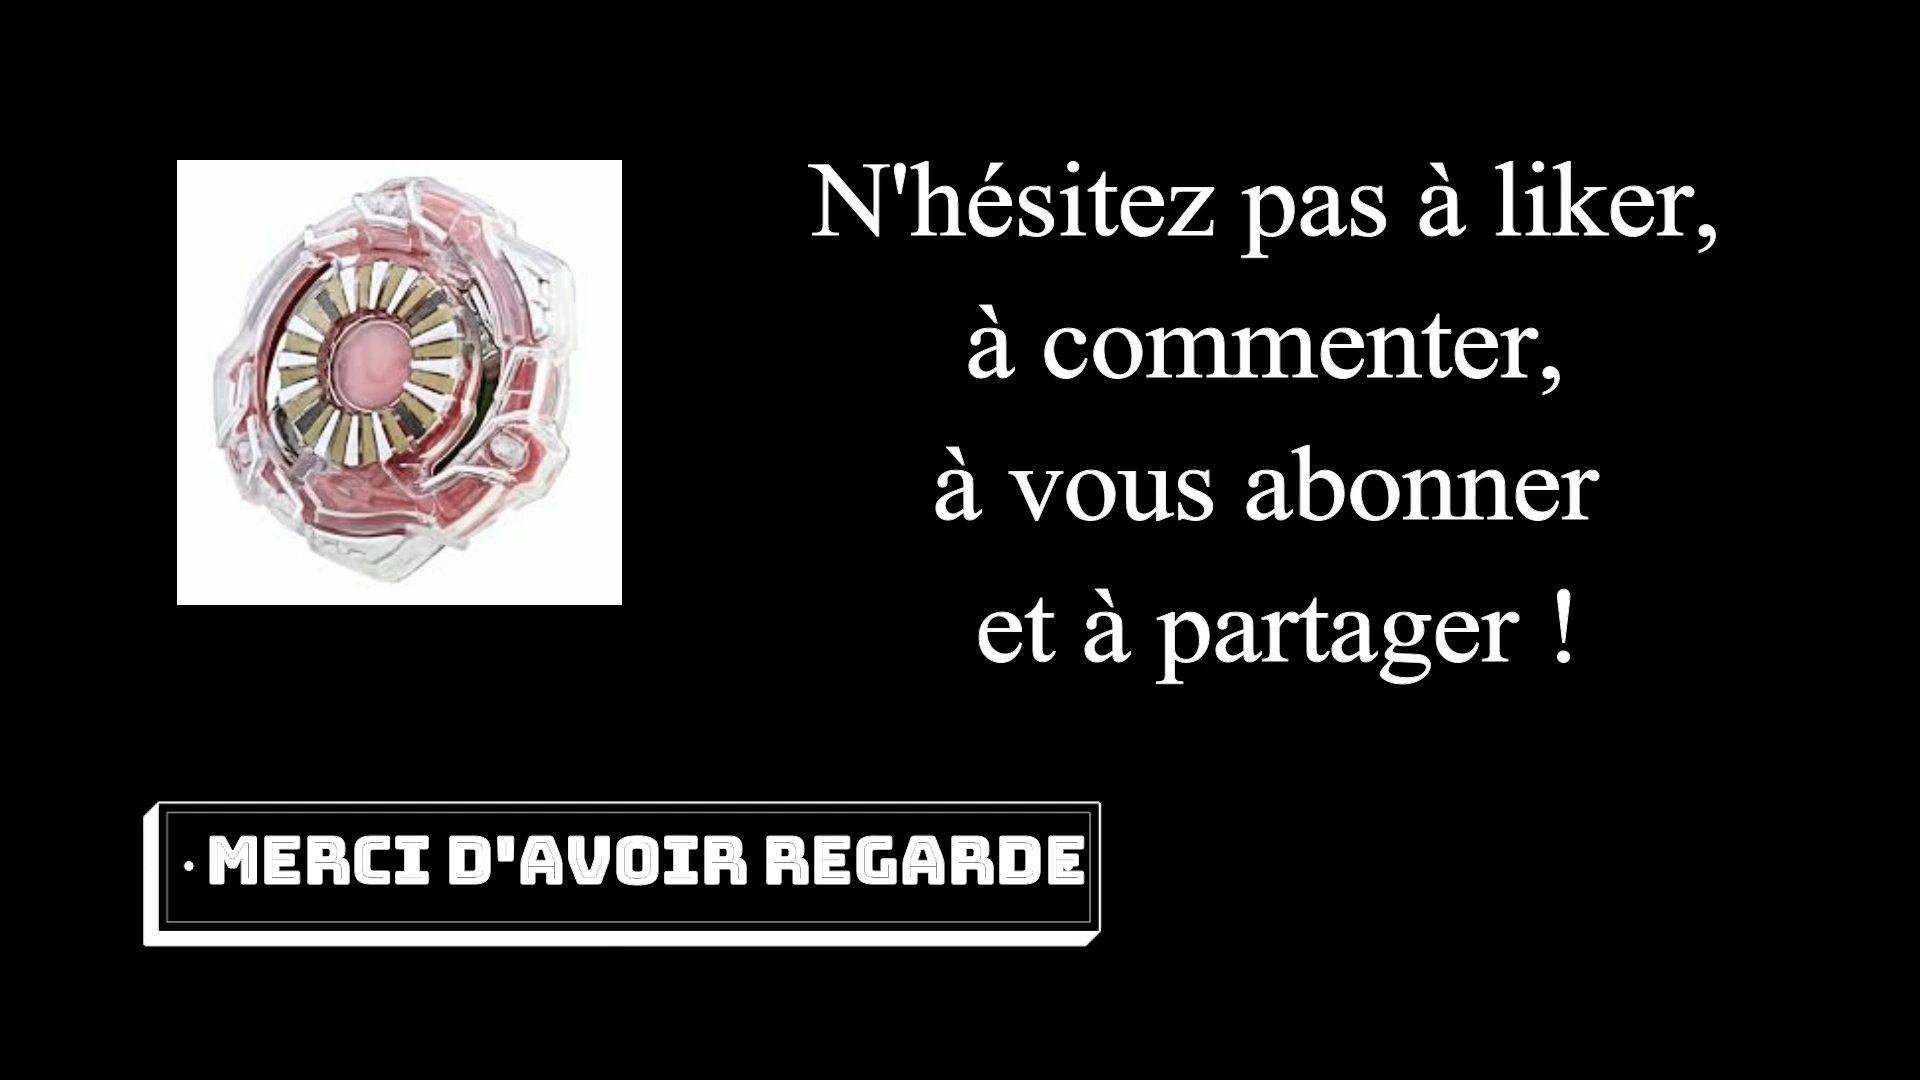 N'hésitez pas à liker,
à commenter,
à vous abonner
et à partager !
· MERCI D'AVOIR REGARDE